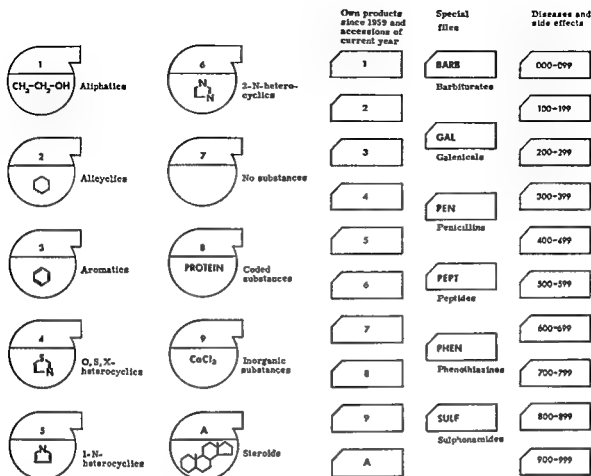 1
CH₂-CH₂-OH
Aliphatics
2
Alicyclics
3
Aromatics
4
S
N
O, S, X-
heterocyclics
5
N
1-N-
heterocyclics
6
N
N
2-N-hetero-
cyclics
7
No substances
8
PROTEIN
Coded
substances
9
CaCl₂
Inorganic
substances
A
Steroids
Own products
since 1959 and
accessions of
current year
1
2
3
4
5
6
7
8
9
A
Special
files
BARB
Barbiturates
GAL
Galenicals
PEN
Penicillins
PEPT
Peptides
PHEN
Phenothiazines
SULF
Sulphonamides
Diseases and
side effects
000-099
100-199
200-299
300-399
400-499
500-599
600-699
700-799
800-899
900-999